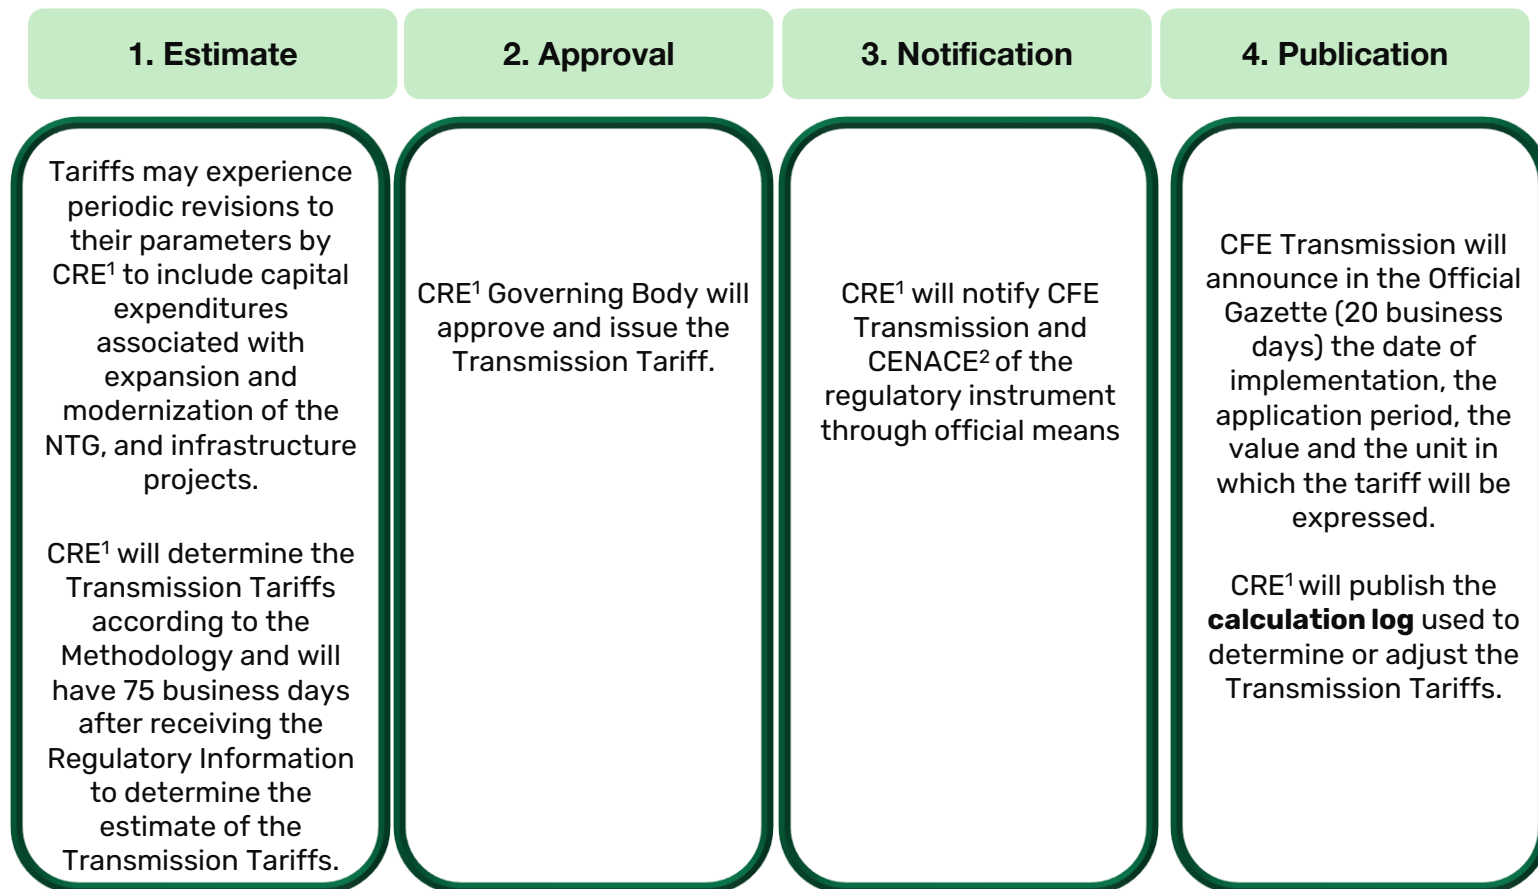 1. Estimate
Tariffs may experience
periodic revisions to
their parameters by
CRE¹ to include capital
expenditures
associated with
expansion and
modernization of the
NTG, and infrastructure
projects.
CRE¹ will determine the
Transmission Tariffs
according to the
Methodology and will
have 75 business days
after receiving the
Regulatory Information
to determine the
estimate of the
Transmission Tariffs.
2. Approval
CRE¹ Governing Body will
approve and issue the
Transmission Tariff.
3. Notification
CRE¹ will notify CFE
Transmission and
CENACE² of the
regulatory instrument
through official means
4. Publication
CFE Transmission will
announce in the Official
Gazette (20 business
days) the date of
implementation, the
application period, the
value and the unit in
which the tariff will be
expressed.
CRE¹ will publish the
calculation log used to
determine or adjust the
Transmission Tariffs.